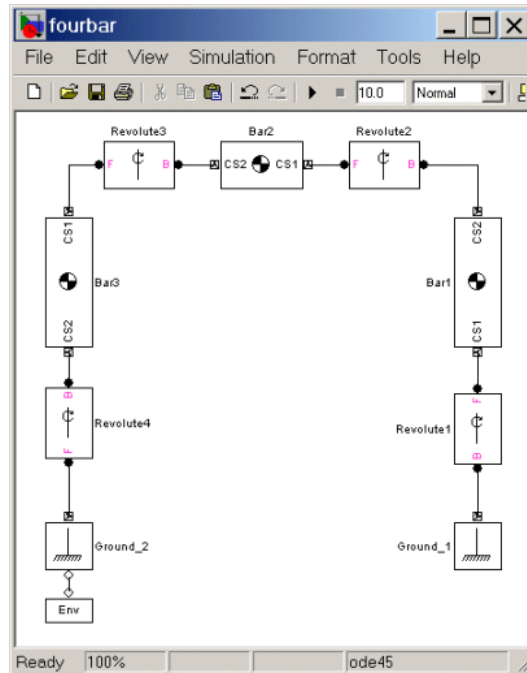 fourbar
File Edit View Simulation Format Tools Help
10.0 Normal
Revolute3 Bar2 Revolute2
F B CS2 CS1 F B
CS1 CS2
Bar3 Bar1
CS2 CS1
B F
Revolute4 Revolute1
F B
Ground_2 Ground_1
Env
Ready 100% ode45